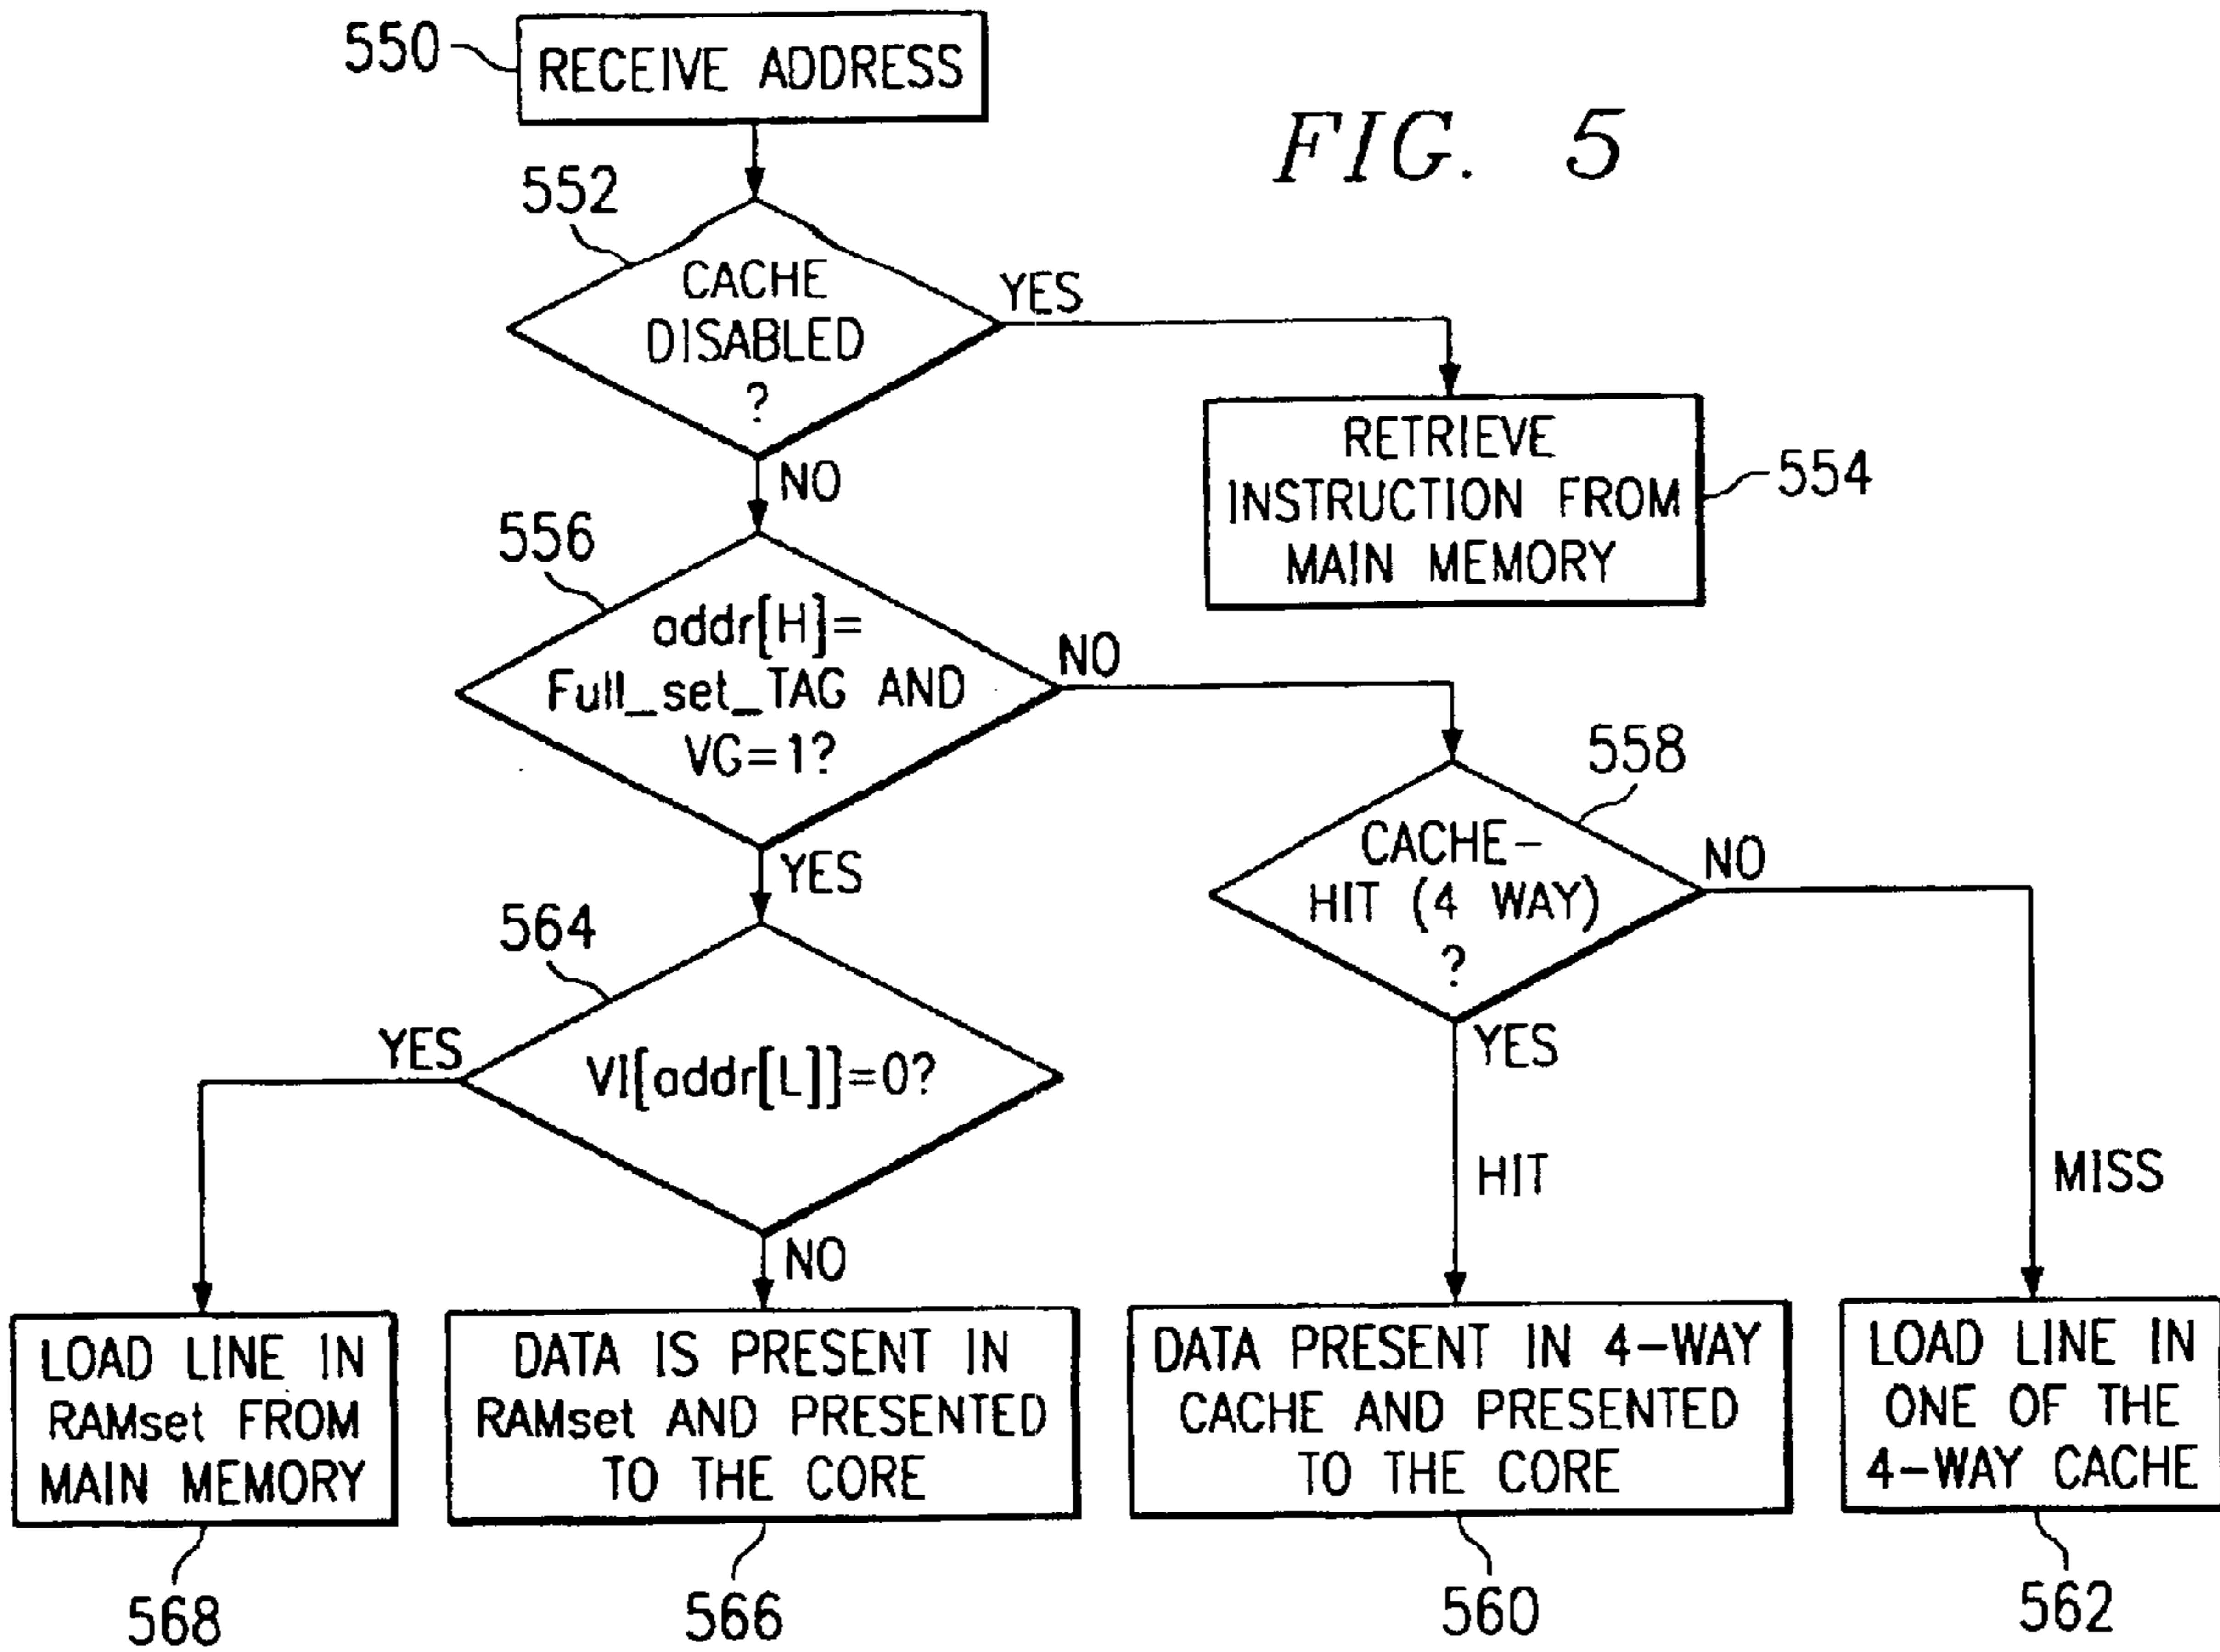 550
RECEIVE ADDRESS
FIG. 5
552
CACHE
DISABLED
?
YES
NO
RETRIEVE
INSTRUCTION FROM
MAIN MEMORY
554
556
addr[H]=
Full_set_TAG AND
VG=1?
NO
YES
558
CACHE-
HIT (4 WAY)
?
NO
YES
HIT
MISS
564
VI[addr[L]]=0?
YES
NO
LOAD LINE IN
RAMset FROM
MAIN MEMORY
568
DATA IS PRESENT IN
RAMset AND PRESENTED
TO THE CORE
566
DATA PRESENT IN 4-WAY
CACHE AND PRESENTED
TO THE CORE
560
LOAD LINE IN
ONE OF THE
4-WAY CACHE
562